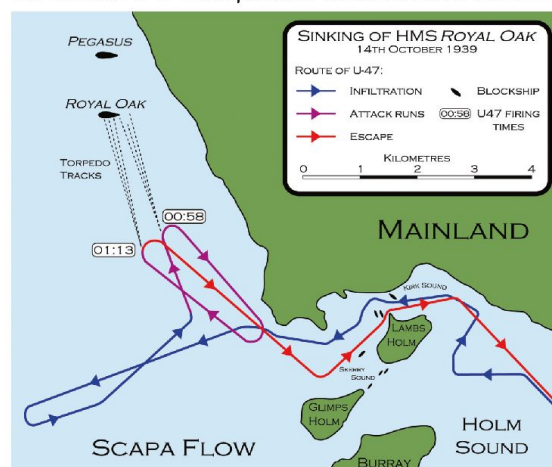 SINKING OF HMS ROYAL OAK
14TH OCTOBER 1939
ROUTE OF U-47:
INFILTRATION
ATTACK RUNS
ESCAPE
BLOCKSHIP
00:58
U47 FIRING
TIMES
KILOMETRES
0 1 2 3 4
PEGASUS
ROYAL OAK
TORPEDO
TRACKS
00:58
01:13
MAINLAND
KIRK SOUND
LAMBS
HOLM
SKERRY
SOUND
GLIMPS
HOLM
SCAPA FLOW
HOLM
SOUND
BURRAY